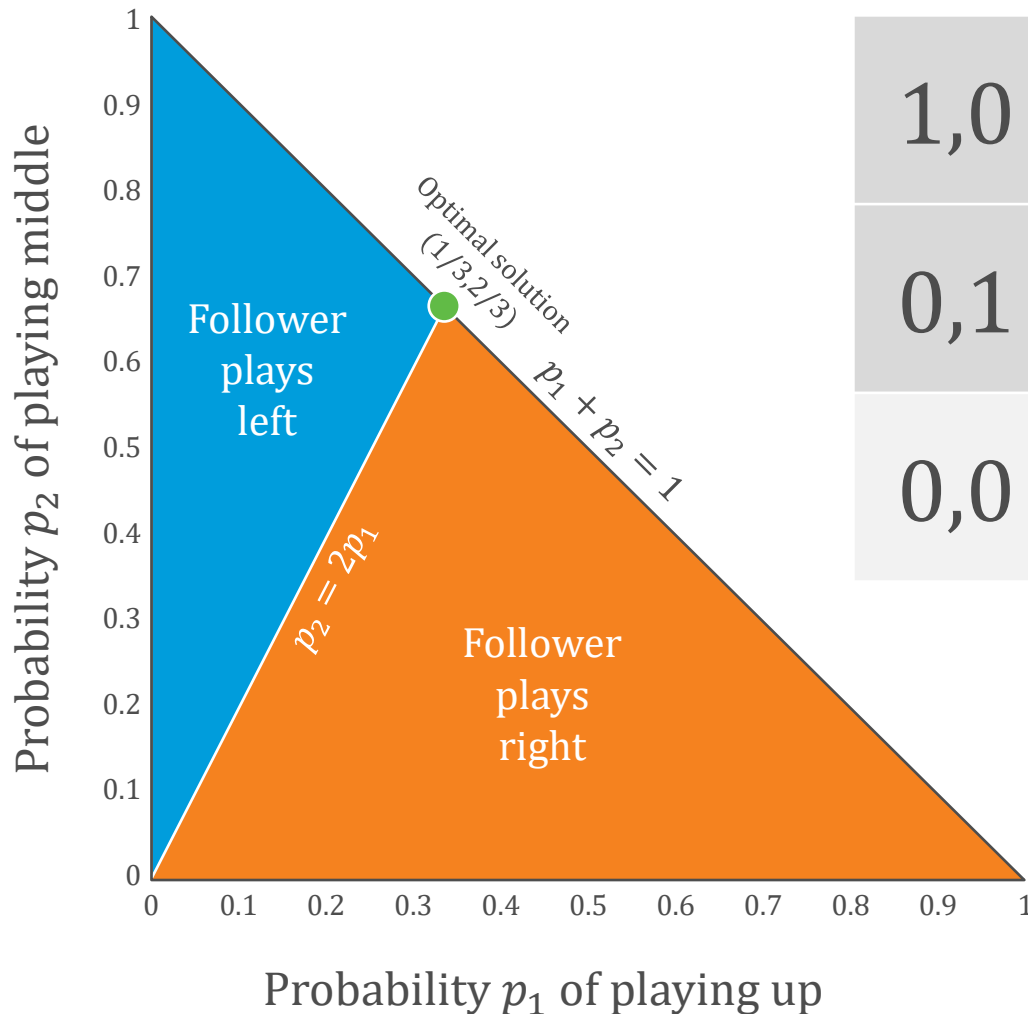 1
0.9
0.8
0.7
0.6
0.5
0.4
0.3
0.2
0.1
0
0
0.1
0.2
0.3
0.4
0.5
0.6
0.7
0.8
0.9
1
Probability p₂ of playing middle
Probability p₁ of playing up
Follower
plays
left
Follower
plays
right
p₂ = 2p₁
Optimal solution
(1/3,2/3)
p₁ + p₂ = 1
1,0
0,1
0,0